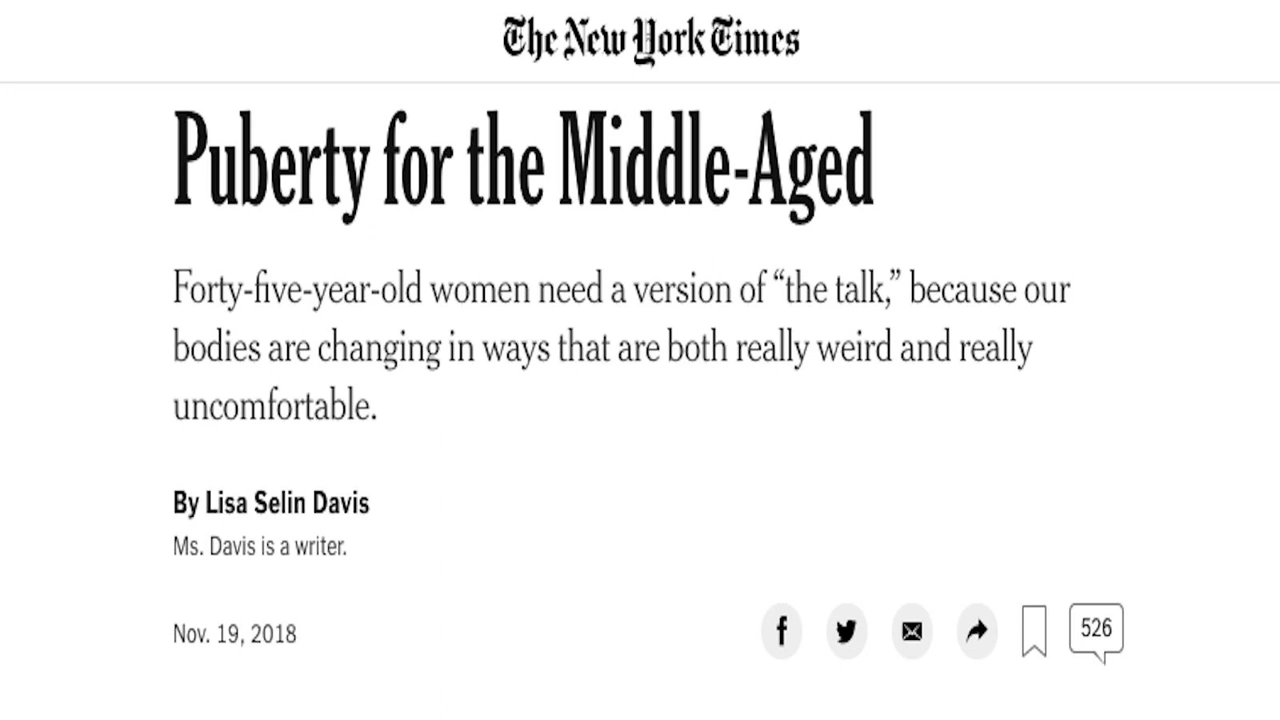 The New York Times
Puberty for the Middle-Aged
Forty-five-year-old women need a version of “the talk,” because our
bodies are changing in ways that are both really weird and really
uncomfortable.
By Lisa Selin Davis
Ms. Davis is a writer.
Nov. 19, 2018
526